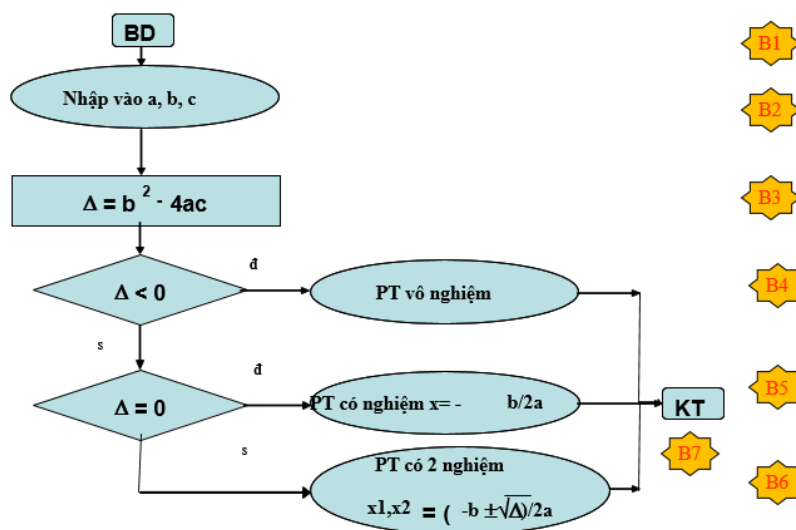 BD
B1
Nhập vào a, b, c
B2
Δ = b² - 4ac
B3
đ
Δ < 0
PT vô nghiệm
B4
s
đ
Δ = 0
PT có nghiệm x= - b/2a
KT
B5
s
B7
PT có 2 nghiệm
x1,x2 = ( -b ±√Δ)/2a
B6